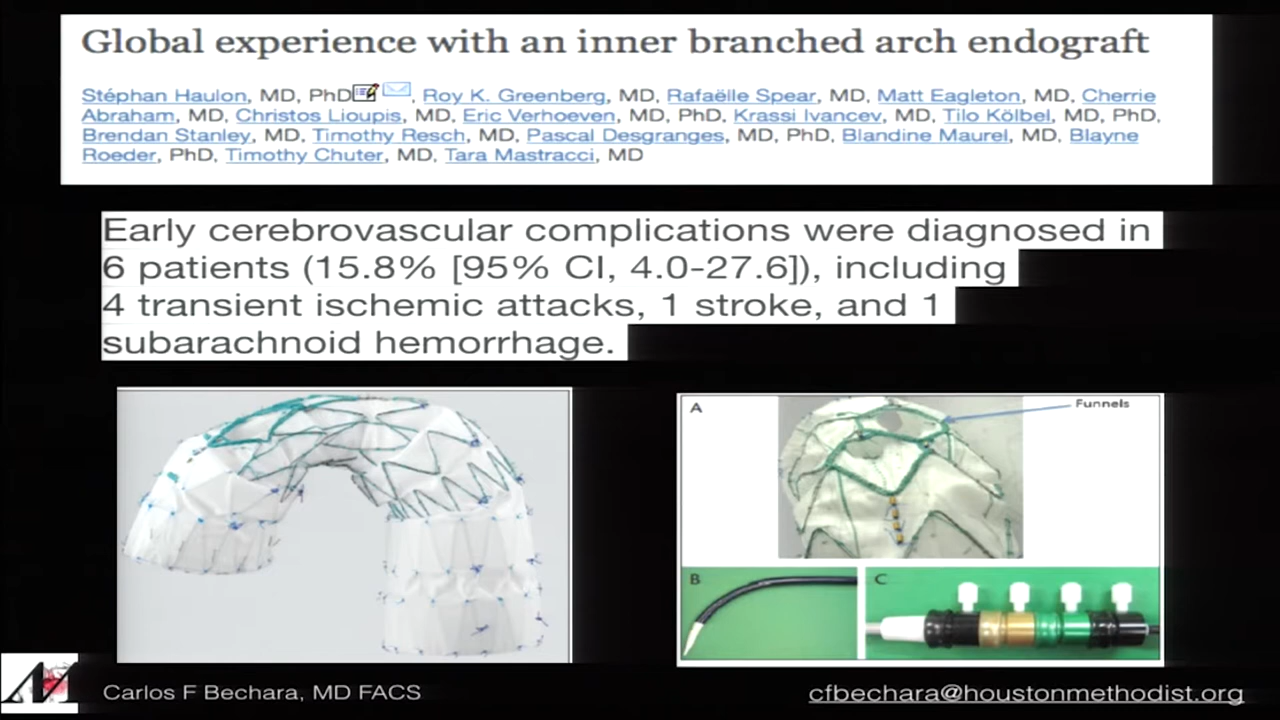 Global experience with an inner branched arch endograft
Stéphan Haulon, MD, PhD, Roy K. Greenberg, MD, Rafaëlle Spear, MD, Matt Eagleton, MD, Cherrie
Abraham, MD, Christos Lioupis, MD, Eric Verhoeven, MD, PhD, Krassi Ivancev, MD, Tilo Kölbel, MD, PhD,
Brendan Stanley, MD, Timothy Resch, MD, Pascal Desgranges, MD, PhD, Blandine Maurel, MD, Blayne
Roeder, PhD, Timothy Chuter, MD, Tara Mastracci, MD
Early cerebrovascular complications were diagnosed in
6 patients (15.8% [95% CI, 4.0-27.6]), including
4 transient ischemic attacks, 1 stroke, and 1
subarachnoid hemorrhage.
A
Funnels
B
C
Carlos F Bechara, MD FACS
cfbechara@houstonmethodist.org